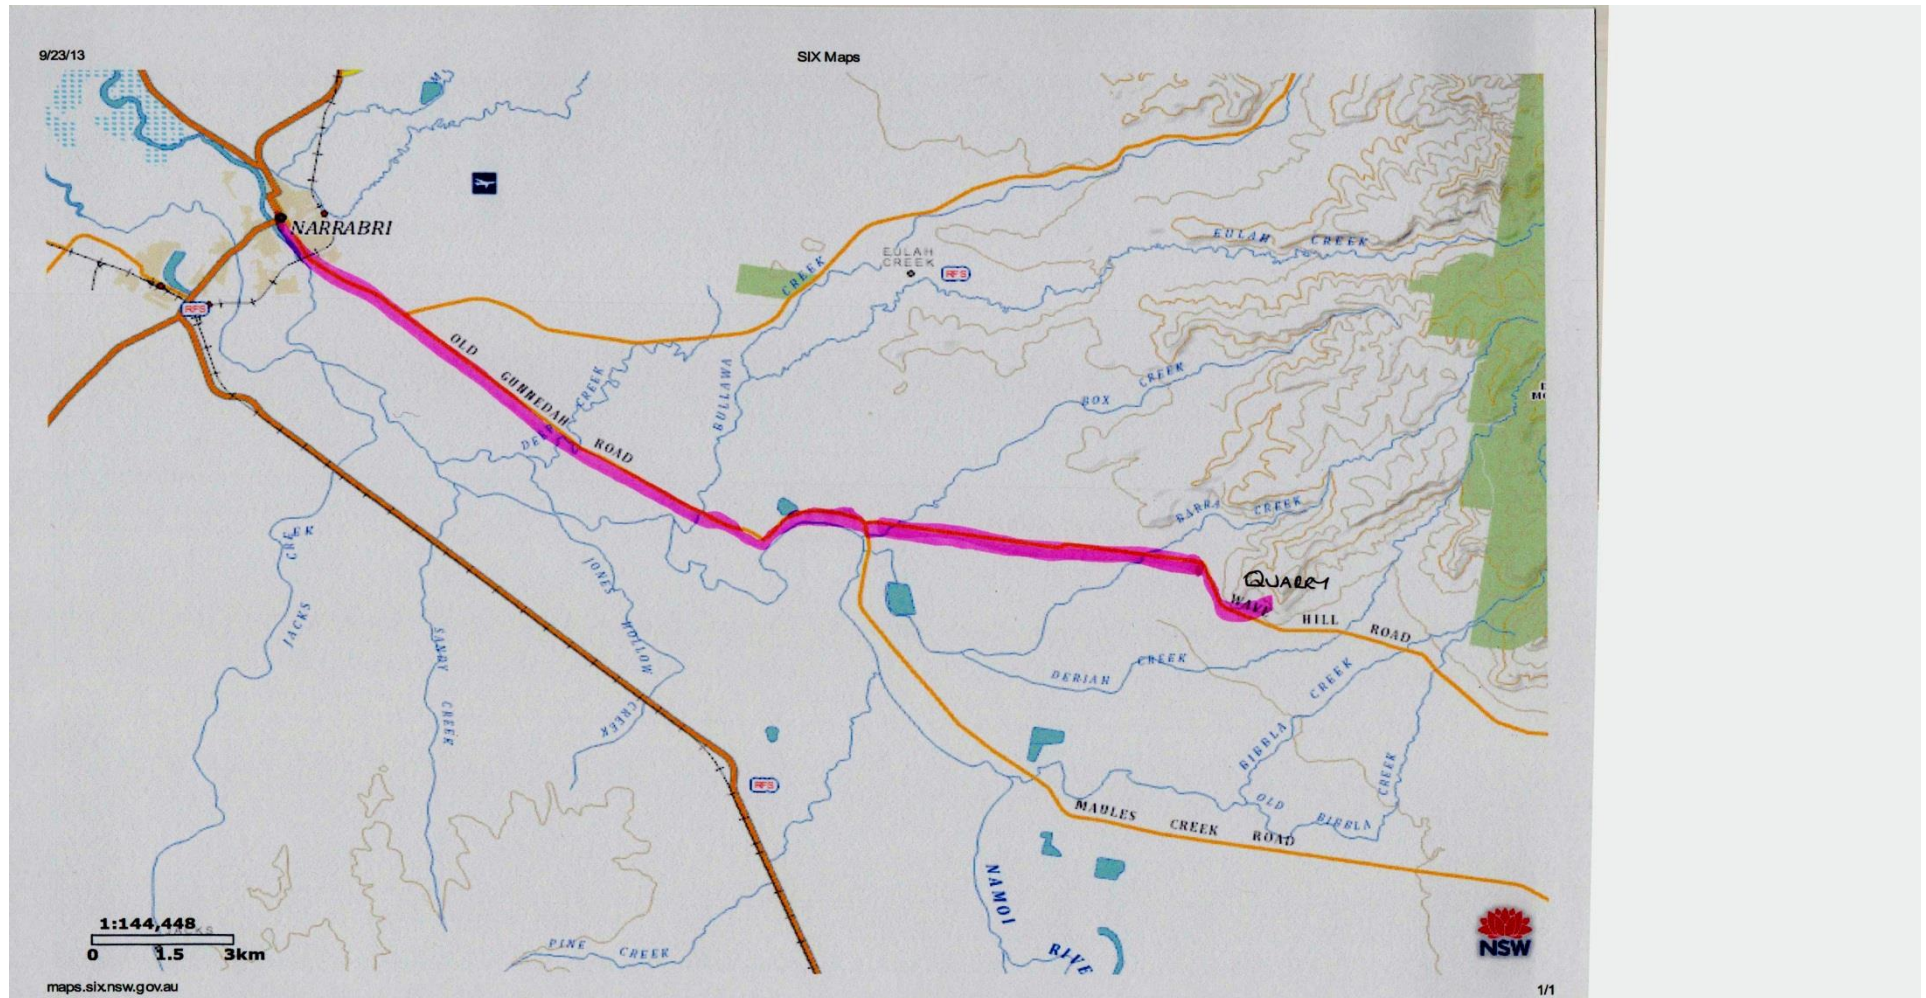 9/23/13
SIX Maps
NARRABRI
EULAH
CREEK
RFS
EULAH CREEK
CREEK
RFS
OLD GUNNEDAH ROAD
CREEK
DEEP
BULLAWA
BOX CREEK
BARRA CREEK
QUARRY
WAVE HILL ROAD
JACKS CREEK
SANDY CREEK
JONES HOLLOW CREEK
DERIAH CREEK
BIBBLA CREEK
OLD BIBBLA CREEK
RFS
MAULES CREEK ROAD
NAMOI RIVE
PINE CREEK
1:144,448
0 1.5 3km
NSW
maps.six.nsw.gov.au
1/1